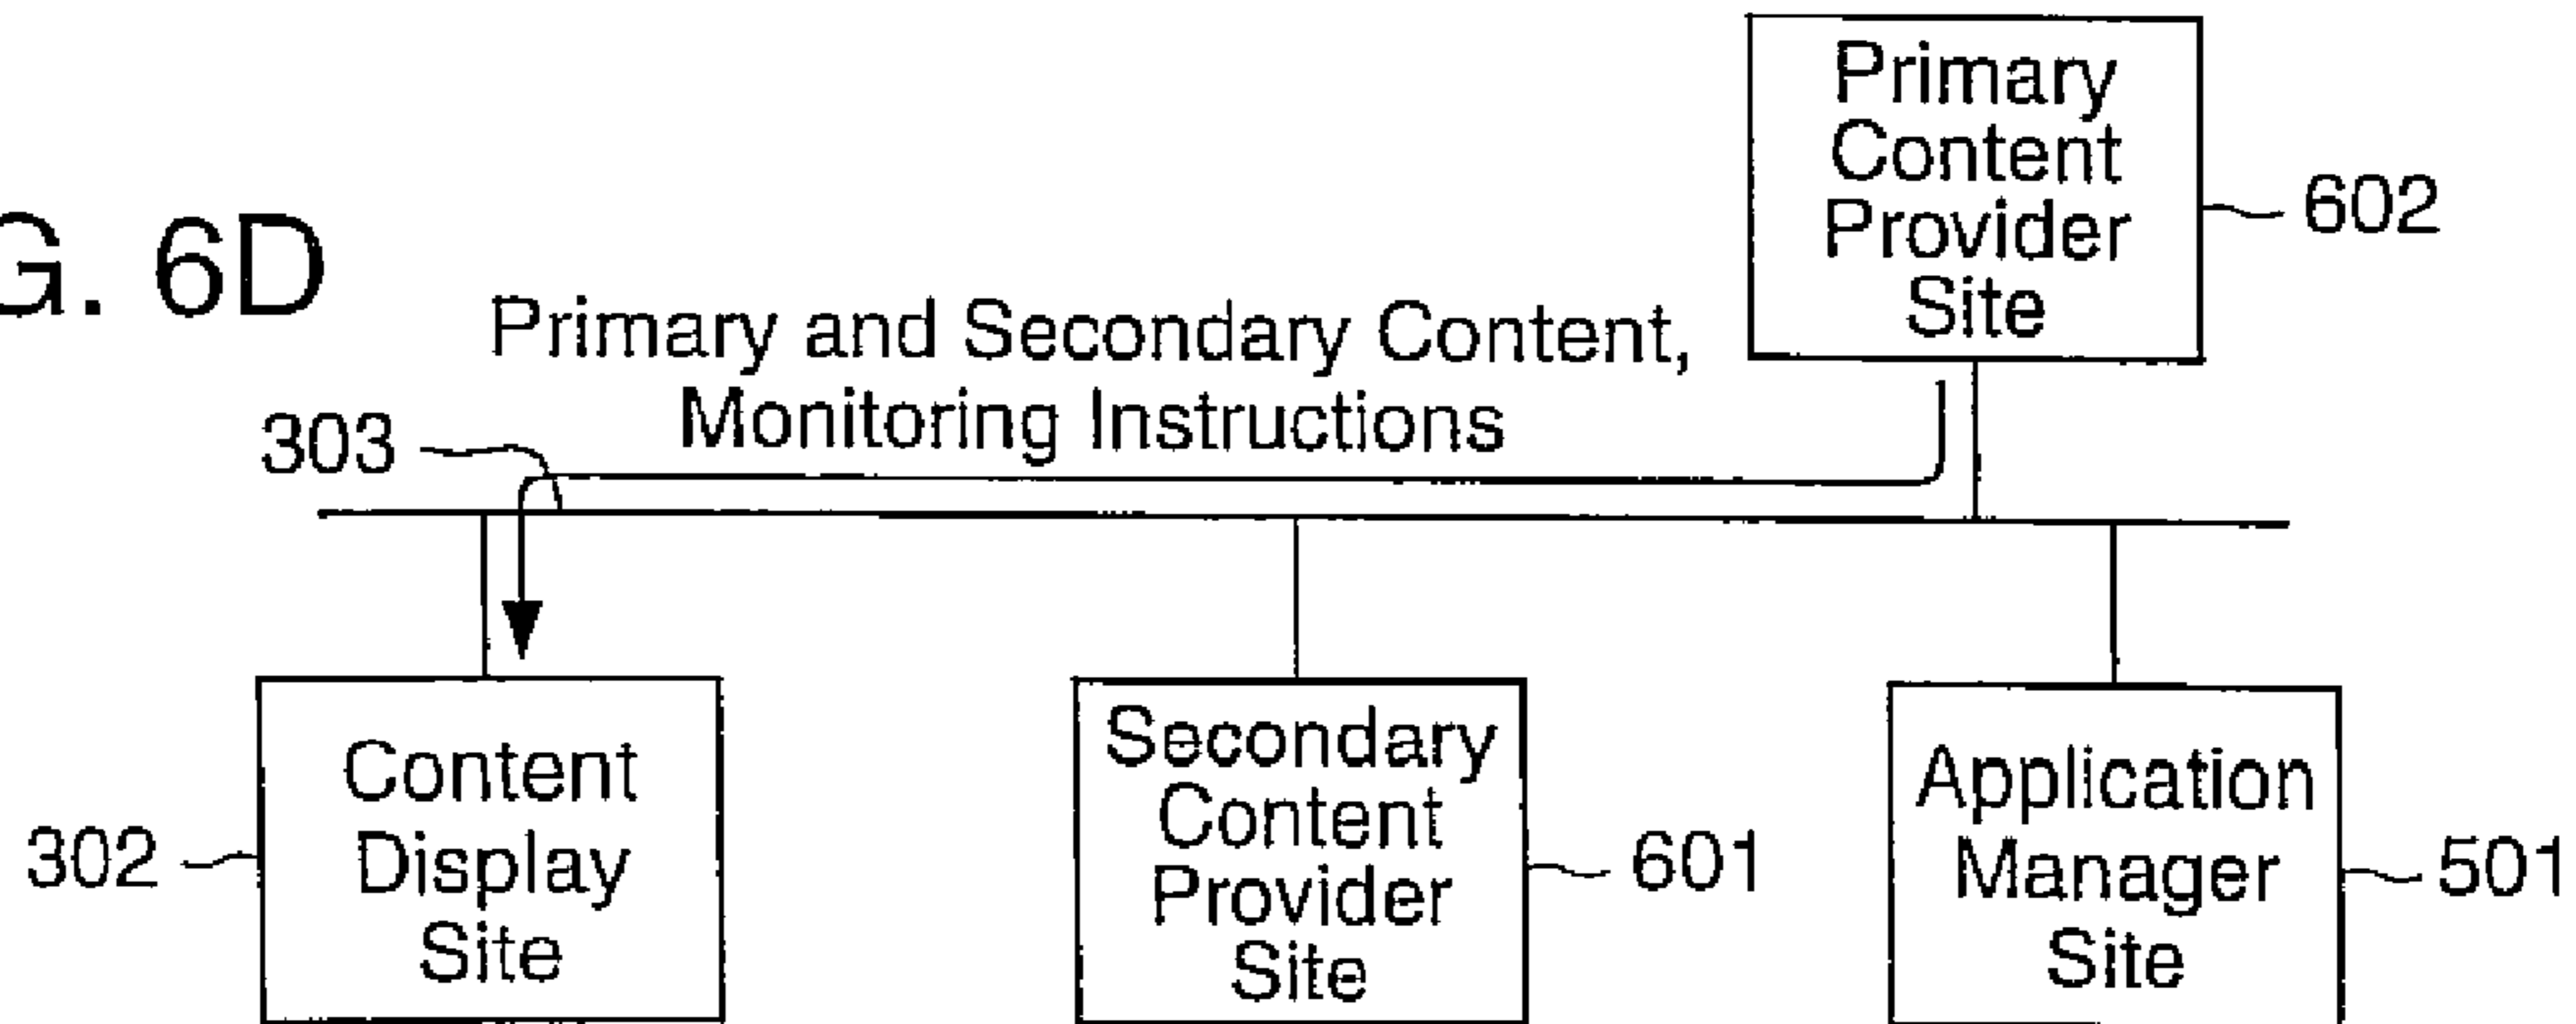 Primary
Content
Provider
Site
602
G. 6D
Primary and Secondary Content,
Monitoring Instructions
303
Content
Display
Site
302
Secondary
Content
Provider
Site
601
Application
Manager
Site
501